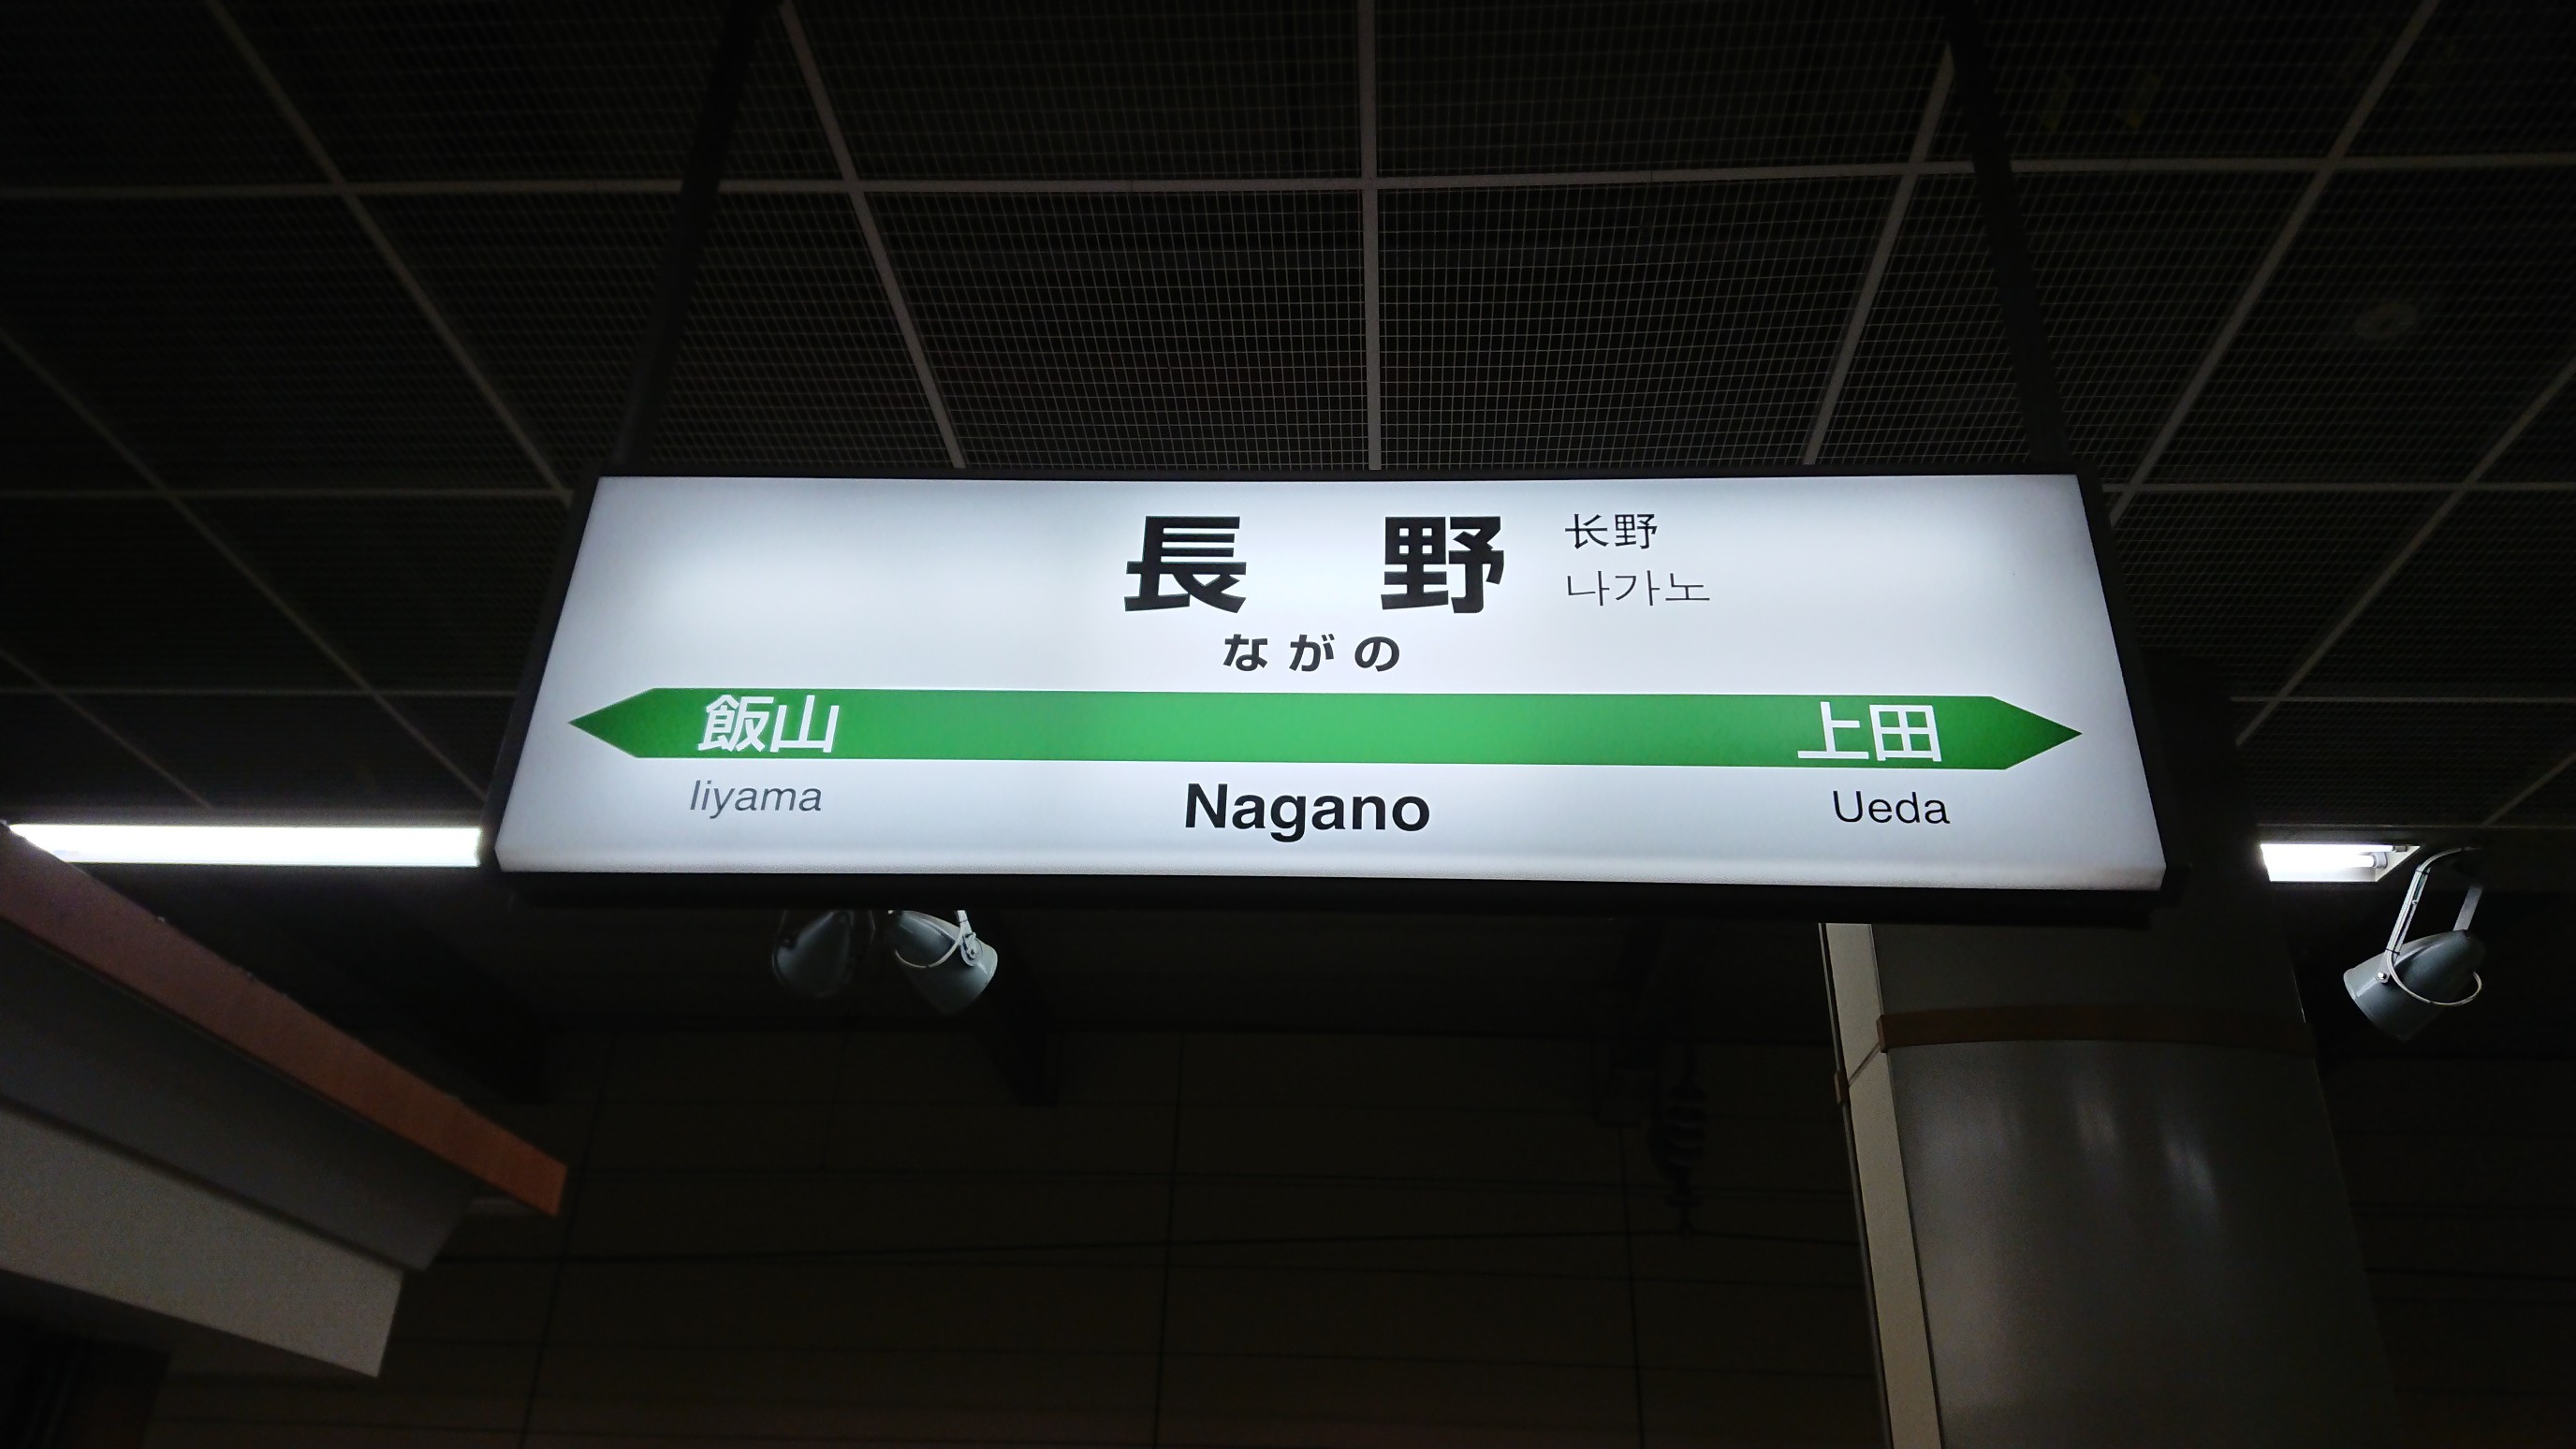 長野
长野
나가노
ながの
飯山 上田
Iiyama Nagano Ueda